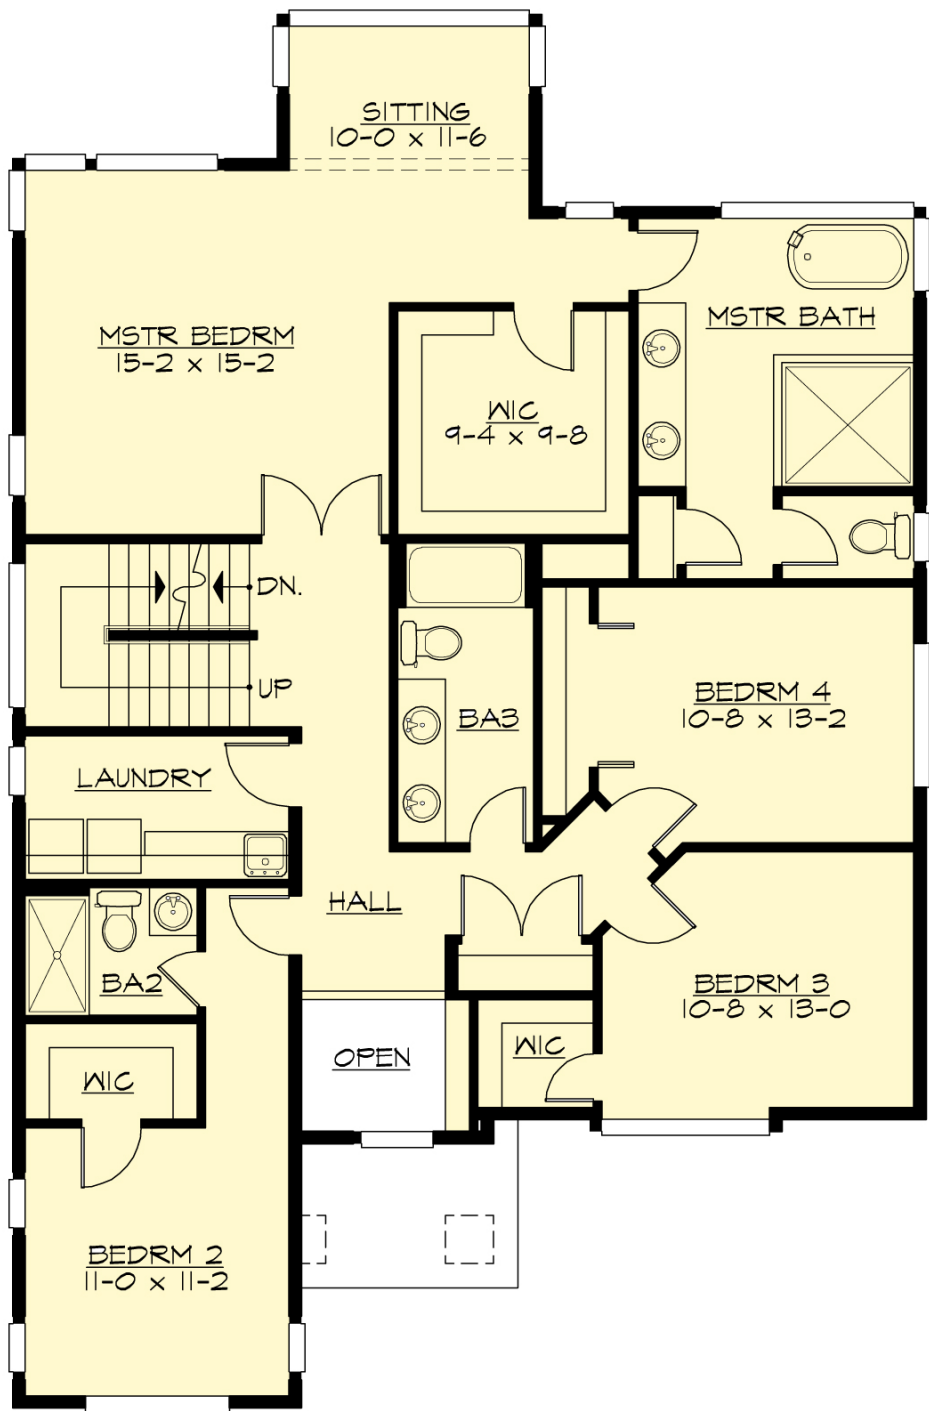 SITTING
10-0 x 11-6
MSTR BEDRM
15-2 x 15-2
MSTR BATH
WIC
9-4 x 9-8
DN.
UP
BEDRM 4
10-8 x 13-2
BA3
LAUNDRY
HALL
BA2
BEDRM 3
10-8 x 13-0
WIC
OPEN
WIC
BEDRM 2
11-0 x 11-2